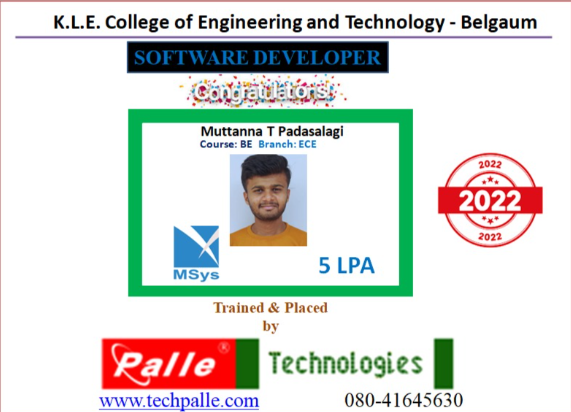 K.L.E. College of Engineering and Technology - Belgaum
SOFTWARE DEVELOPER
Congratulations!
Muttanna T Padasalagi
Course: BE Branch: ECE
2022
2022
2022
MSys
5 LPA
Trained & Placed
by
Palle® Technologies
www.techpalle.com 080-41645630